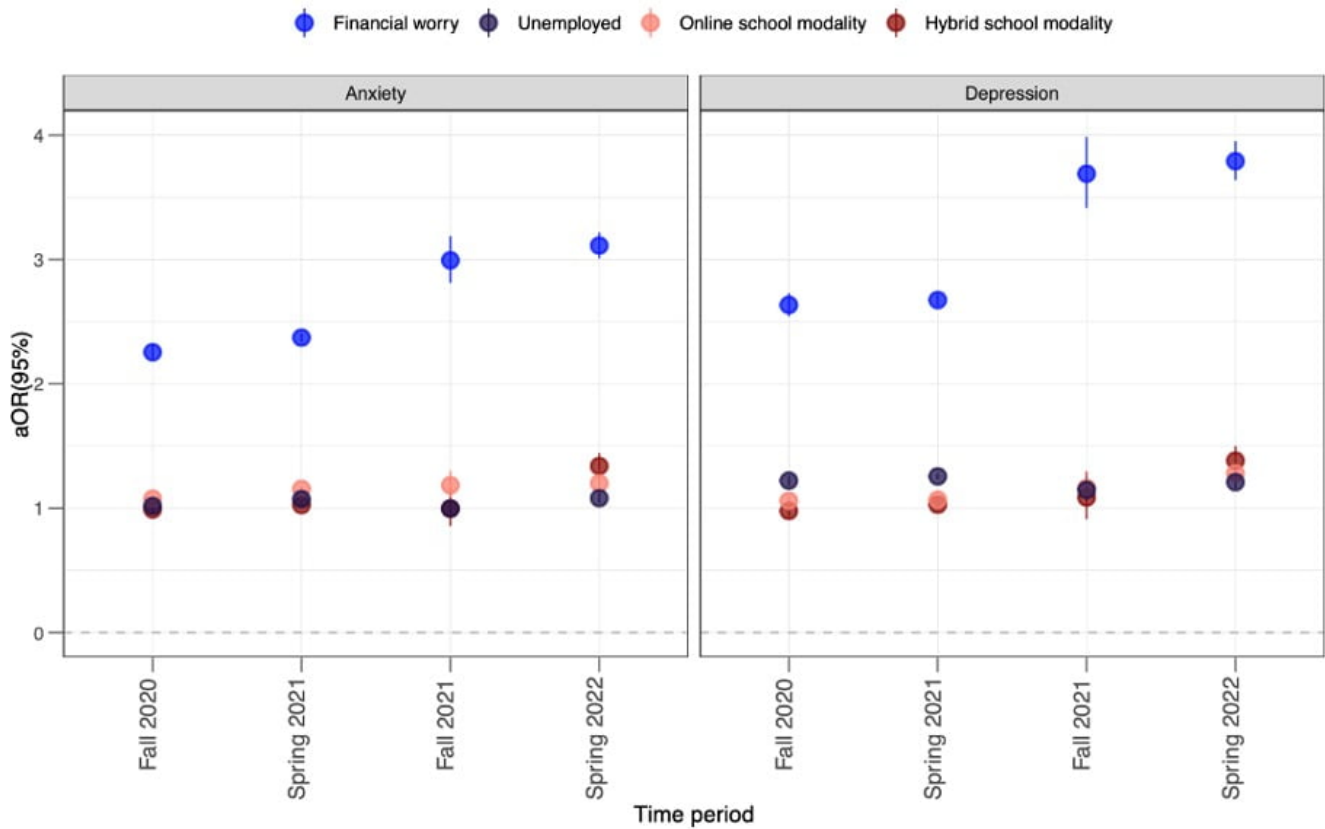 Financial worry Unemployed Online school modality Hybrid school modality
Anxiety Depression
4
3
2
1
0
aOR(95%)
Fall 2020 Spring 2021 Fall 2021 Spring 2022 Fall 2020 Spring 2021 Fall 2021 Spring 2022
Time period